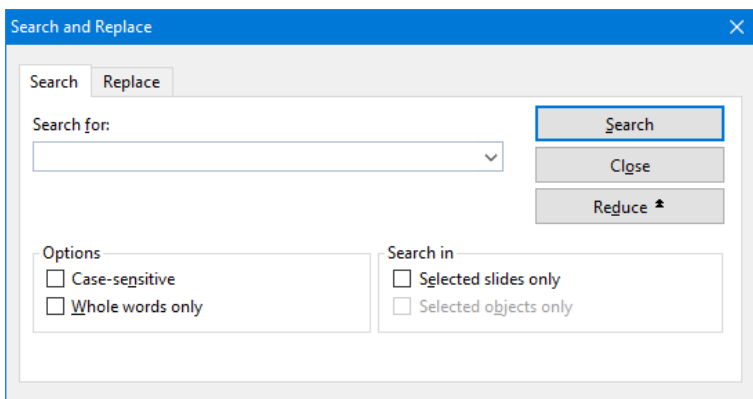 Search and Replace
Search Replace
Search for:
Search
Close
Reduce
Options
Case-sensitive
Whole words only
Search in
Selected slides only
Selected objects only